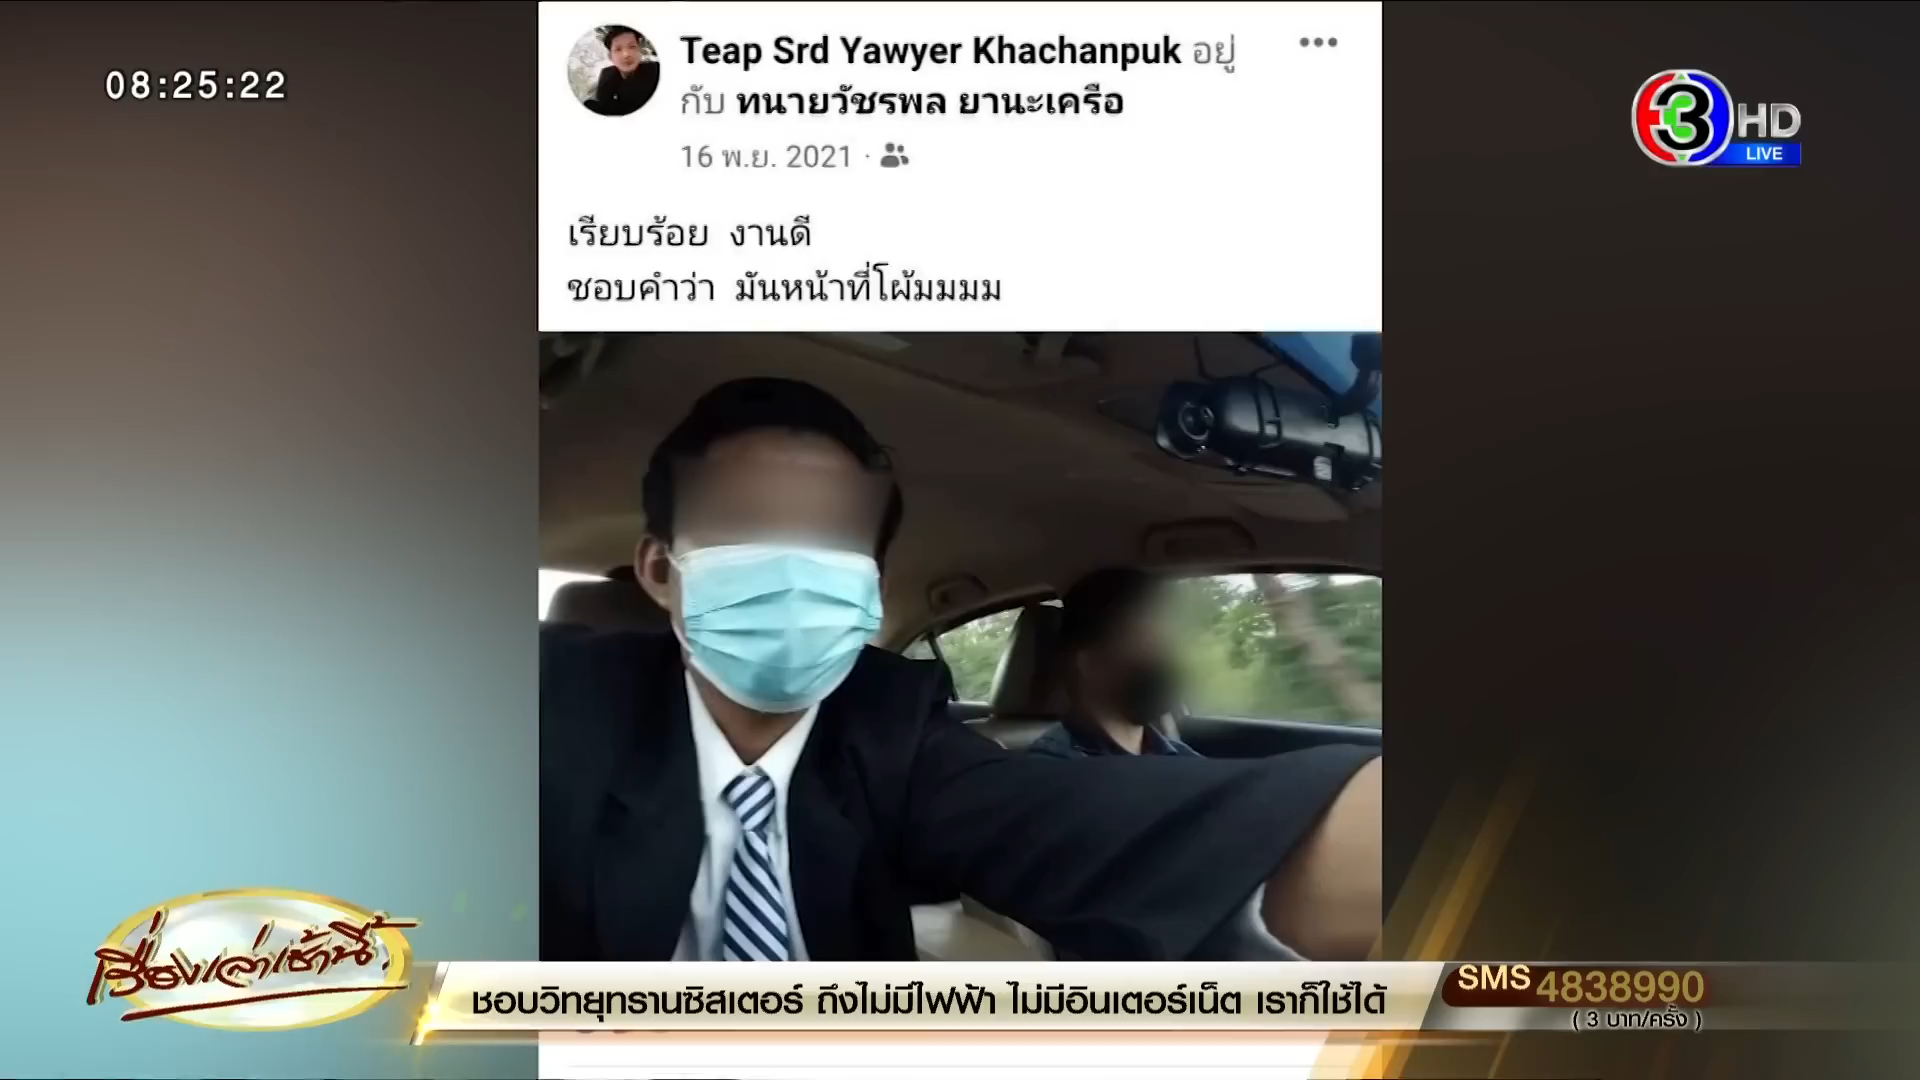 08:25:22
Teap Srd Yawyer Khachanpuk อยู่
กับ ทนายวัชรพล ยานะเครือ
16 พ.ย. 2021 ·
เรียบร้อย งานดี
ชอบคำว่า มันหน้าที่โผ้มมมม
3 HD
LIVE
เรื่องเล่าเช้านี้
ชอบวิทยุทรานซิสเตอร์ ถึงไม่มีไฟฟ้า ไม่มีอินเตอร์เน็ต เราก็ใช้ได้
SMS 4838990
( 3 บาท/ครั้ง )